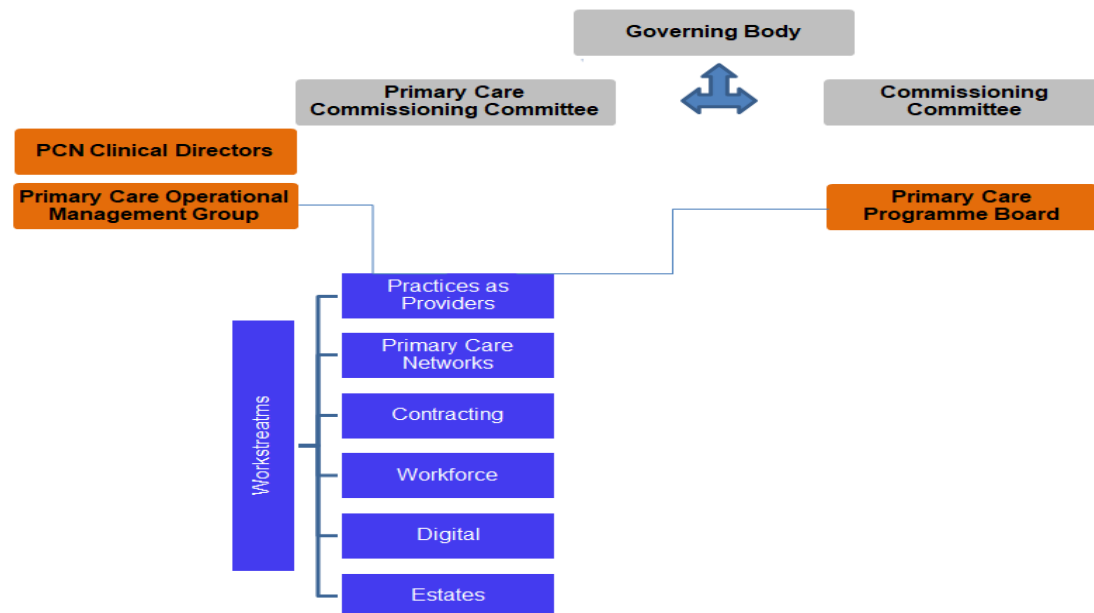 Governing Body
Primary Care
Commissioning Committee
Commissioning
Committee
PCN Clinical Directors
Primary Care Operational
Management Group
Primary Care
Programme Board
Workstreatms
Practices as
Providers
Primary Care
Networks
Contracting
Workforce
Digital
Estates